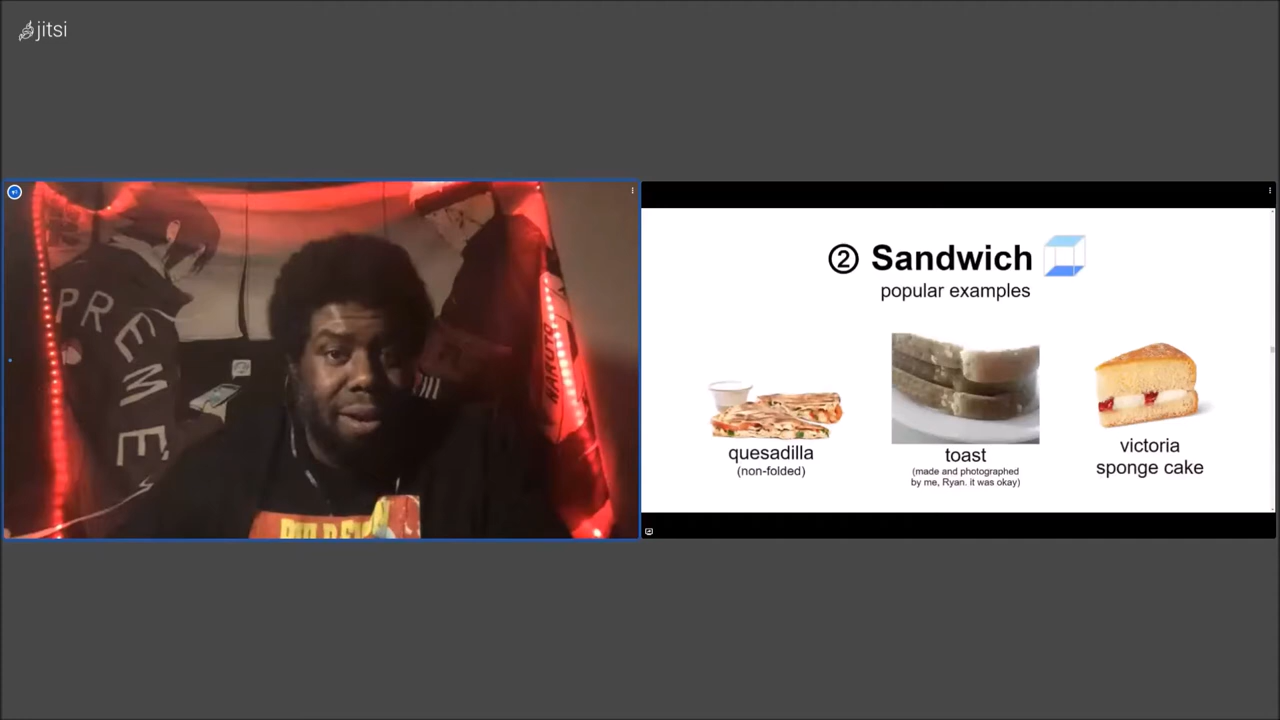 jitsi
PREME
NARUTO
② Sandwich
popular examples
quesadilla
(non-folded)
toast
(made and photographed
by me, Ryan. it was okay)
victoria
sponge cake